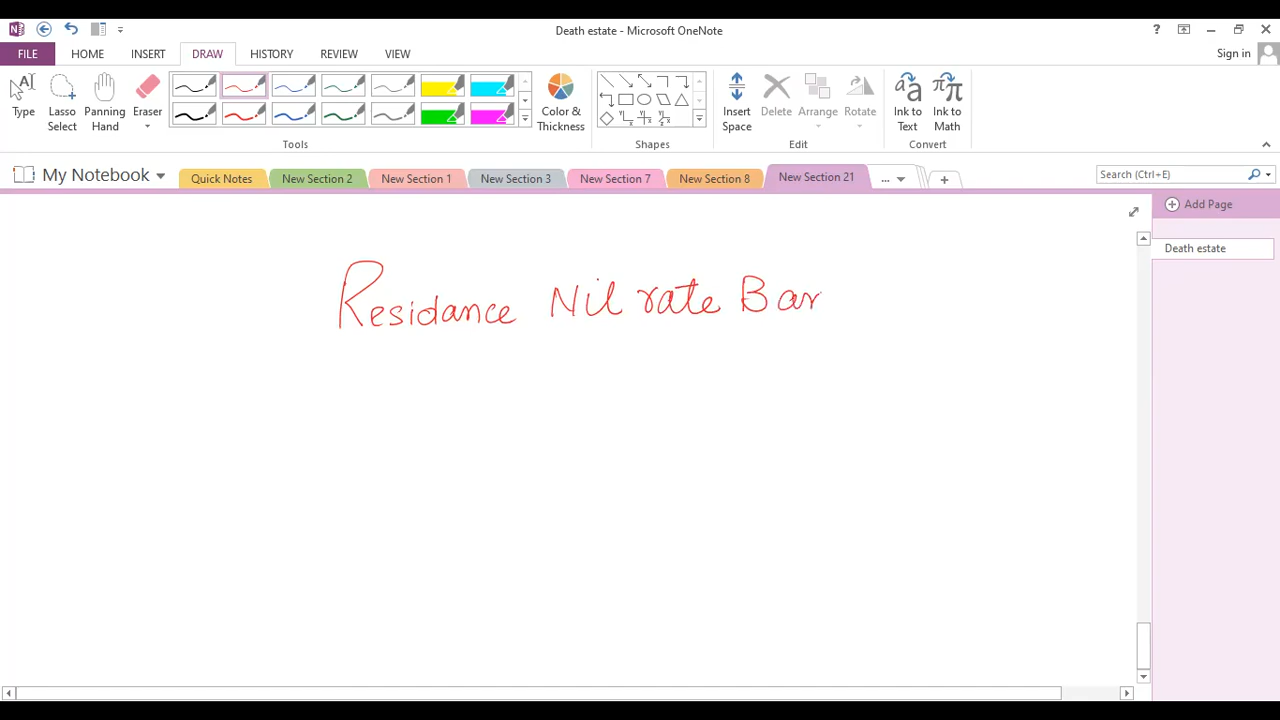 Death estate - Microsoft OneNote
?
FILE HOME INSERT DRAW HISTORY REVIEW VIEW
Sign in
Type
Lasso Select
Panning Hand
Eraser
Color & Thickness
Insert Space
Delete
Arrange
Rotate
Ink to Text
Ink to Math
Tools
Shapes
Edit
Convert
My Notebook
Quick Notes
New Section 2
New Section 1
New Section 3
New Section 7
New Section 8
New Section 21
...
Search (Ctrl+E)
Add Page
Death estate
Residance Nil rate Ban